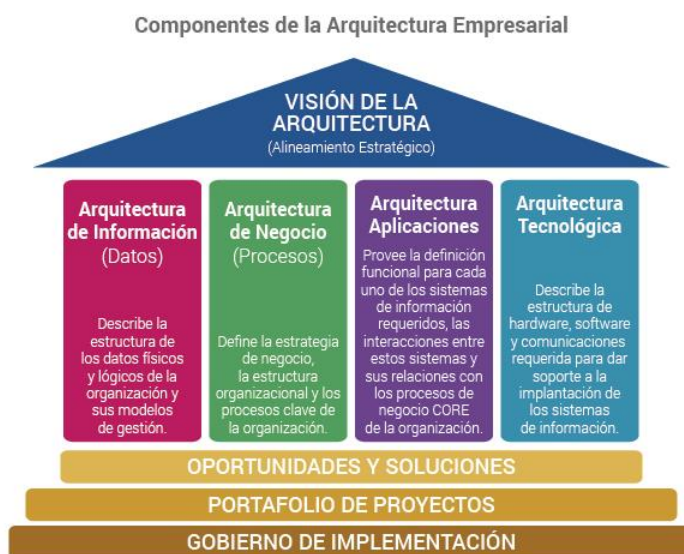 Componentes de la Arquitectura Empresarial
VISIÓN DE LA
ARQUITECTURA
(Alineamiento Estratégico)
Arquitectura
de Información
(Datos)
Describe la
estructura de
los datos físicos
y lógicos de la
organización y
sus modelos
de gestión.
Arquitectura
de Negocio
(Procesos)
Define la estrategia
de negocio,
la estructura
organizacional y los
procesos clave de
la organización.
Arquitectura
Aplicaciones
Provee la definición
funcional para cada
uno de los sistemas
de información
requeridos, las
interacciones entre
estos sistemas y
sus relaciones con
los procesos de
negocio CORE
de la organización.
Arquitectura
Tecnológica
Describe la
estructura de
hardware, software
y comunicaciones
requerida para dar
soporte a la
implantación de
los sistemas
de información.
OPORTUNIDADES Y SOLUCIONES
PORTAFOLIO DE PROYECTOS
GOBIERNO DE IMPLEMENTACIÓN